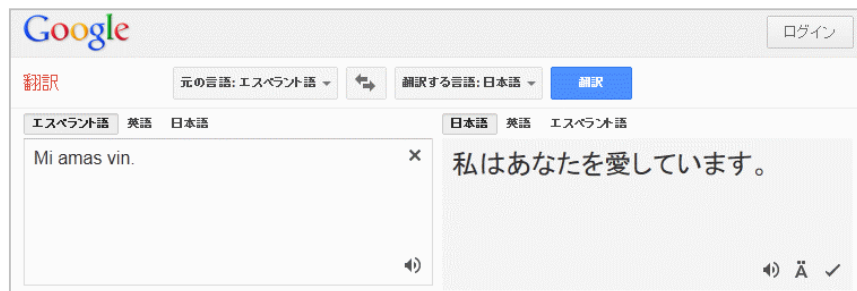 Google ログイン
翻訳 元の言語: エスペラント語 翻訳する言語: 日本語 翻訳
エスペラント語 英語 日本語 日本語 英語 エスペラント語
Mi amas vin. 私はあなたを愛しています。
Ä